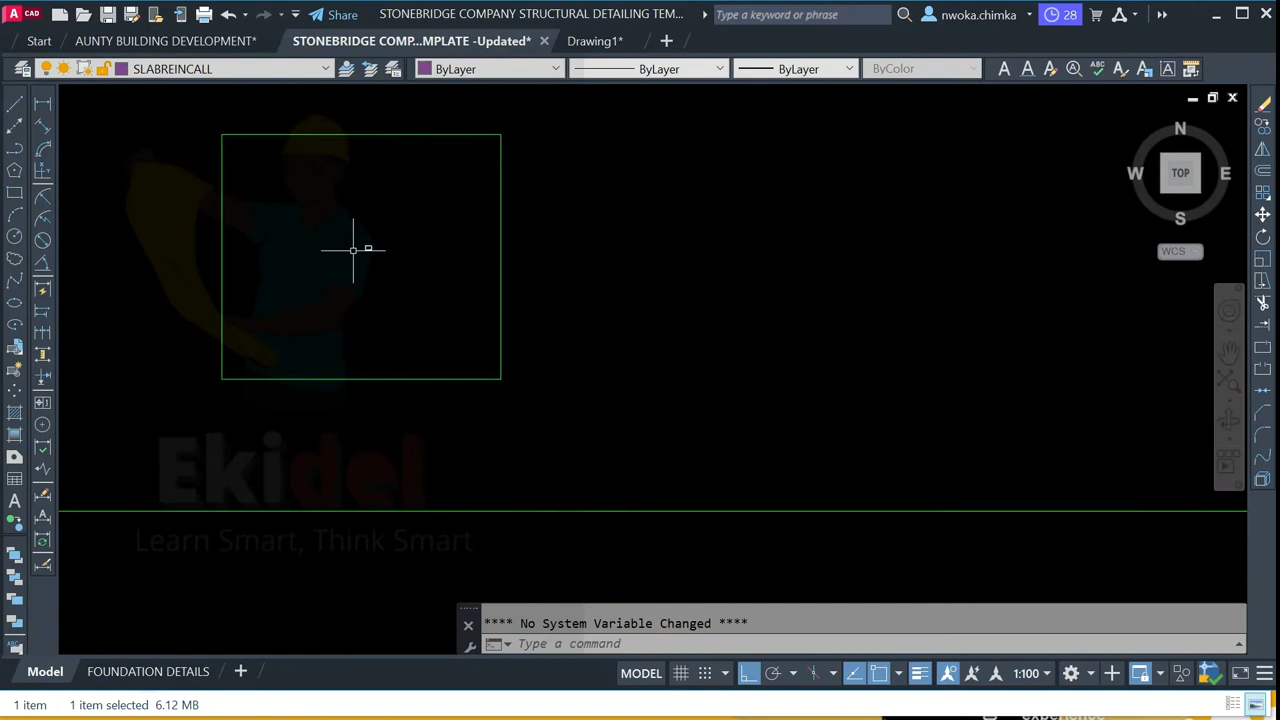 CAD
Share
STONEBRIDGE COMPANY STRUCTURAL DETAILING TEM...
Type a keyword or phrase
nwoka.chimka...
28
Start
AUNTY BUILDING DEVELOPMENT*
STONEBRIDGE COMP...MPLATE -Updated*
Drawing1*
SLABREINCALL
ByLayer
ByLayer
ByLayer
ByColor
N
W
TOP
E
S
WCS
Ekidel
Learn Smart, Think Smart
**** No System Variable Changed ****
Type a command
Model
FOUNDATION DETAILS
MODEL
1:100
1 item
1 item selected 6.12 MB